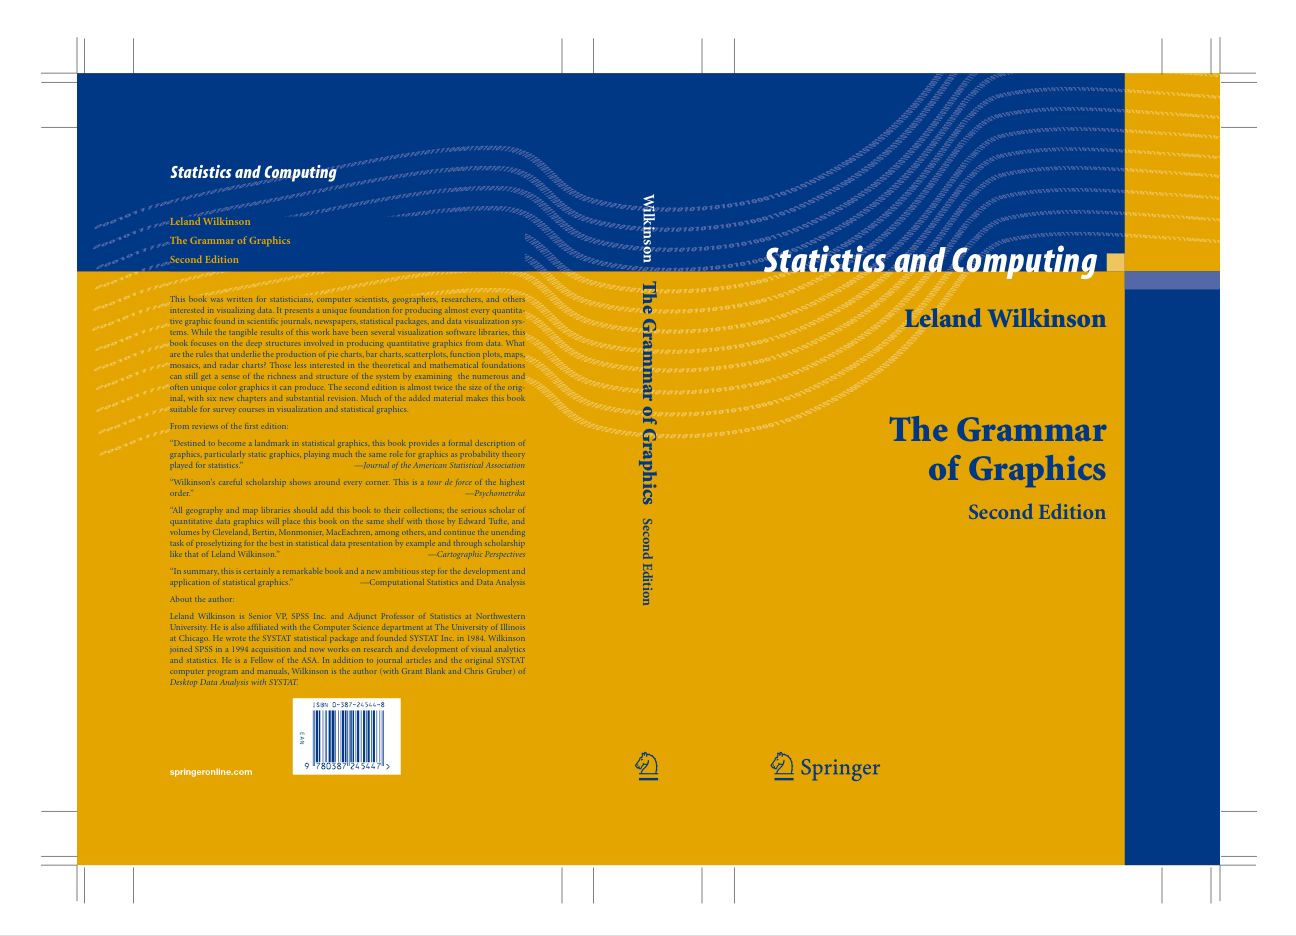 Statistics and Computing
Leland Wilkinson
The Grammar of Graphics
Second Edition
This book was written for statisticians, computer scientists, geographers, researchers, and others
interested in visualizing data. It presents a unique foundation for producing almost every quantita-
tive graphic found in scientific journals, newspapers, statistical packages, and data visualization sys-
tems. While the tangible results of this work have been several visualization software libraries, this
book focuses on the deep structures involved in producing quantitative graphics from data. What
are the rules that underlie the production of pie charts, bar charts, scatterplots, function plots, maps,
mosaics, and radar charts? Those less interested in the theoretical and mathematical foundations
can still get a sense of the richness and structure of the system by examining the numerous and
often unique color graphics it can produce. The second edition is almost twice the size of the orig-
inal, with six new chapters and substantial revision. Much of the added material makes this book
suitable for survey courses in visualization and statistical graphics.
From reviews of the first edition:
“Destined to become a landmark in statistical graphics, this book provides a formal description of
graphics, particularly static graphics, playing much the same role for graphics as probability theory
played for statistics.” —Journal of the American Statistical Association
“Wilkinson’s careful scholarship shows around every corner. This is a tour de force of the highest
order.” —Psychometrika
“All geography and map libraries should add this book to their collections; the serious scholar of
quantitative data graphics will place this book on the same shelf with those by Edward Tufte, and
volumes by Cleveland, Bertin, Monmonier, MacEachren, among others, and continue the unending
task of proselytizing for the best in statistical data presentation by example and through scholarship
like that of Leland Wilkinson.” —Cartographic Perspectives
“In summary, this is certainly a remarkable book and a new ambitious step for the development and
application of statistical graphics.” —Computational Statistics and Data Analysis
About the author:
Leland Wilkinson is Senior VP, SPSS Inc. and Adjunct Professor of Statistics at Northwestern
University. He is also affiliated with the Computer Science department at The University of Illinois
at Chicago. He wrote the SYSTAT statistical package and founded SYSTAT Inc. in 1984. Wilkinson
joined SPSS in a 1994 acquisition and now works on research and development of visual analytics
and statistics. He is a Fellow of the ASA. In addition to journal articles and the original SYSTAT
computer program and manuals, Wilkinson is the author (with Grant Blank and Chris Gruber) of
Desktop Data Analysis with SYSTAT.
ISBN 0-387-24544-8
EAN
9 780387 245447 >
springeronline.com
Wilkinson The Grammar of Graphics Second Edition
Statistics and Computing
Leland Wilkinson
The Grammar
of Graphics
Second Edition
Springer